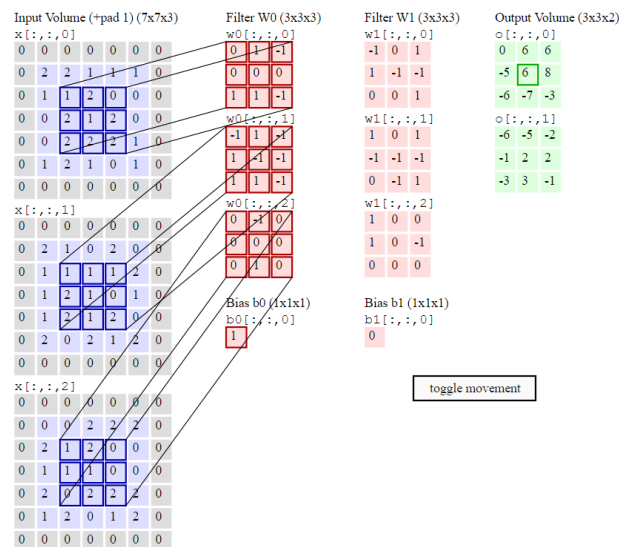 Input Volume (+pad 1) (7x7x3)
x[:,:,0]
0 0 0 0 0 0 0
0 2 2 1 1 1 0
0 1 1 2 0 0 0
0 0 2 1 2 0 0
0 0 2 2 2 1 0
0 1 2 1 0 1 0
0 0 0 0 0 0 0
x[:,:,1]
0 0 0 0 0 0 0
0 2 1 0 2 0 0
0 1 1 1 1 2 0
0 1 2 1 0 1 0
0 1 2 1 2 0 0
0 2 0 2 1 2 0
0 0 0 0 0 0 0
x[:,:,2]
0 0 0 0 0 0 0
0 0 0 2 2 2 0
0 2 1 2 0 0 0
0 1 1 1 0 0 0
0 2 0 2 2 2 0
0 1 2 0 1 2 0
0 0 0 0 0 0 0
Filter W0 (3x3x3)
w0[:,:,0]
0 1 -1
0 0 0
1 1 -1
w0[:,:,1]
-1 1 -1
1 -1 -1
1 1 -1
w0[:,:,2]
0 -1 0
0 0 0
0 1 0
Bias b0 (1x1x1)
b0[:,:,0]
1
Filter W1 (3x3x3)
w1[:,:,0]
-1 0 1
1 -1 -1
-1 0 1
w1[:,:,1]
1 0 1
-1 -1 -1
0 -1 1
w1[:,:,2]
1 0 0
1 0 -1
0 0 0
Bias b1 (1x1x1)
b1[:,:,0]
0
Output Volume (3x3x2)
o[:,:,0]
0 6 6
-5 6 8
-6 -7 -3
o[:,:,1]
-6 -5 -2
-1 2 2
-3 3 -1
toggle movement